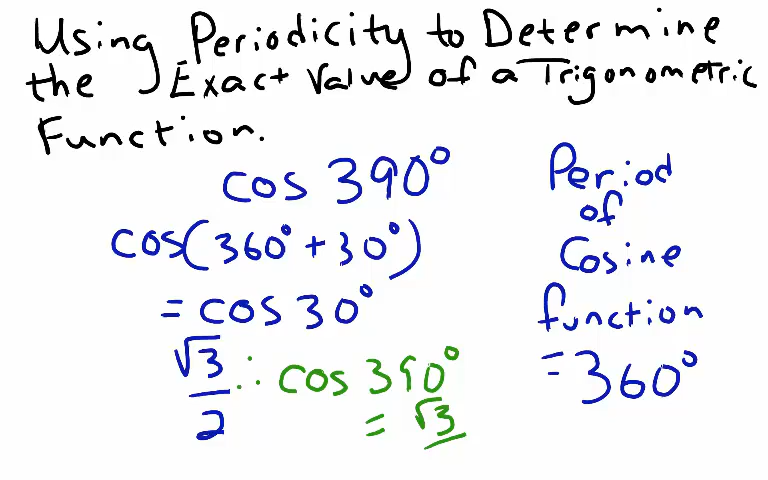 Using Periodicity to Determine
the Exact Value of a Trigonometric
Function.
cos 390°
cos(360° + 30°)
= cos 30°
√3/2
∴ cos 390°
= √3
Period
of
Cosine
function
= 360°